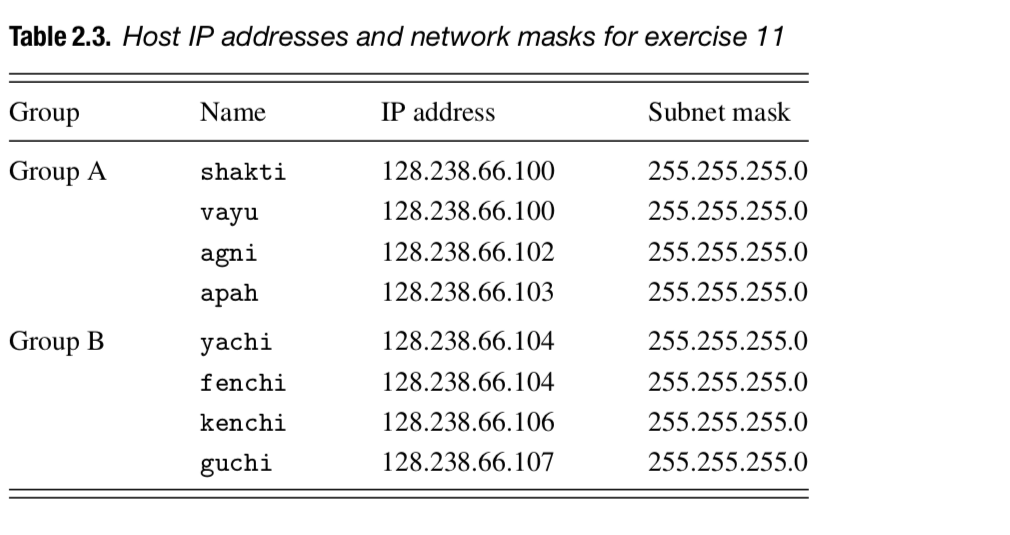 Table 2.3. Host IP addresses and network masks for exercise 11
Group Name IP address Subnet mask
Group A shakti 128.238.66.100 255.255.255.0
vayu 128.238.66.100 255.255.255.0
agni 128.238.66.102 255.255.255.0
apah 128.238.66.103 255.255.255.0
Group B yachi 128.238.66.104 255.255.255.0
fenchi 128.238.66.104 255.255.255.0
kenchi 128.238.66.106 255.255.255.0
guchi 128.238.66.107 255.255.255.0